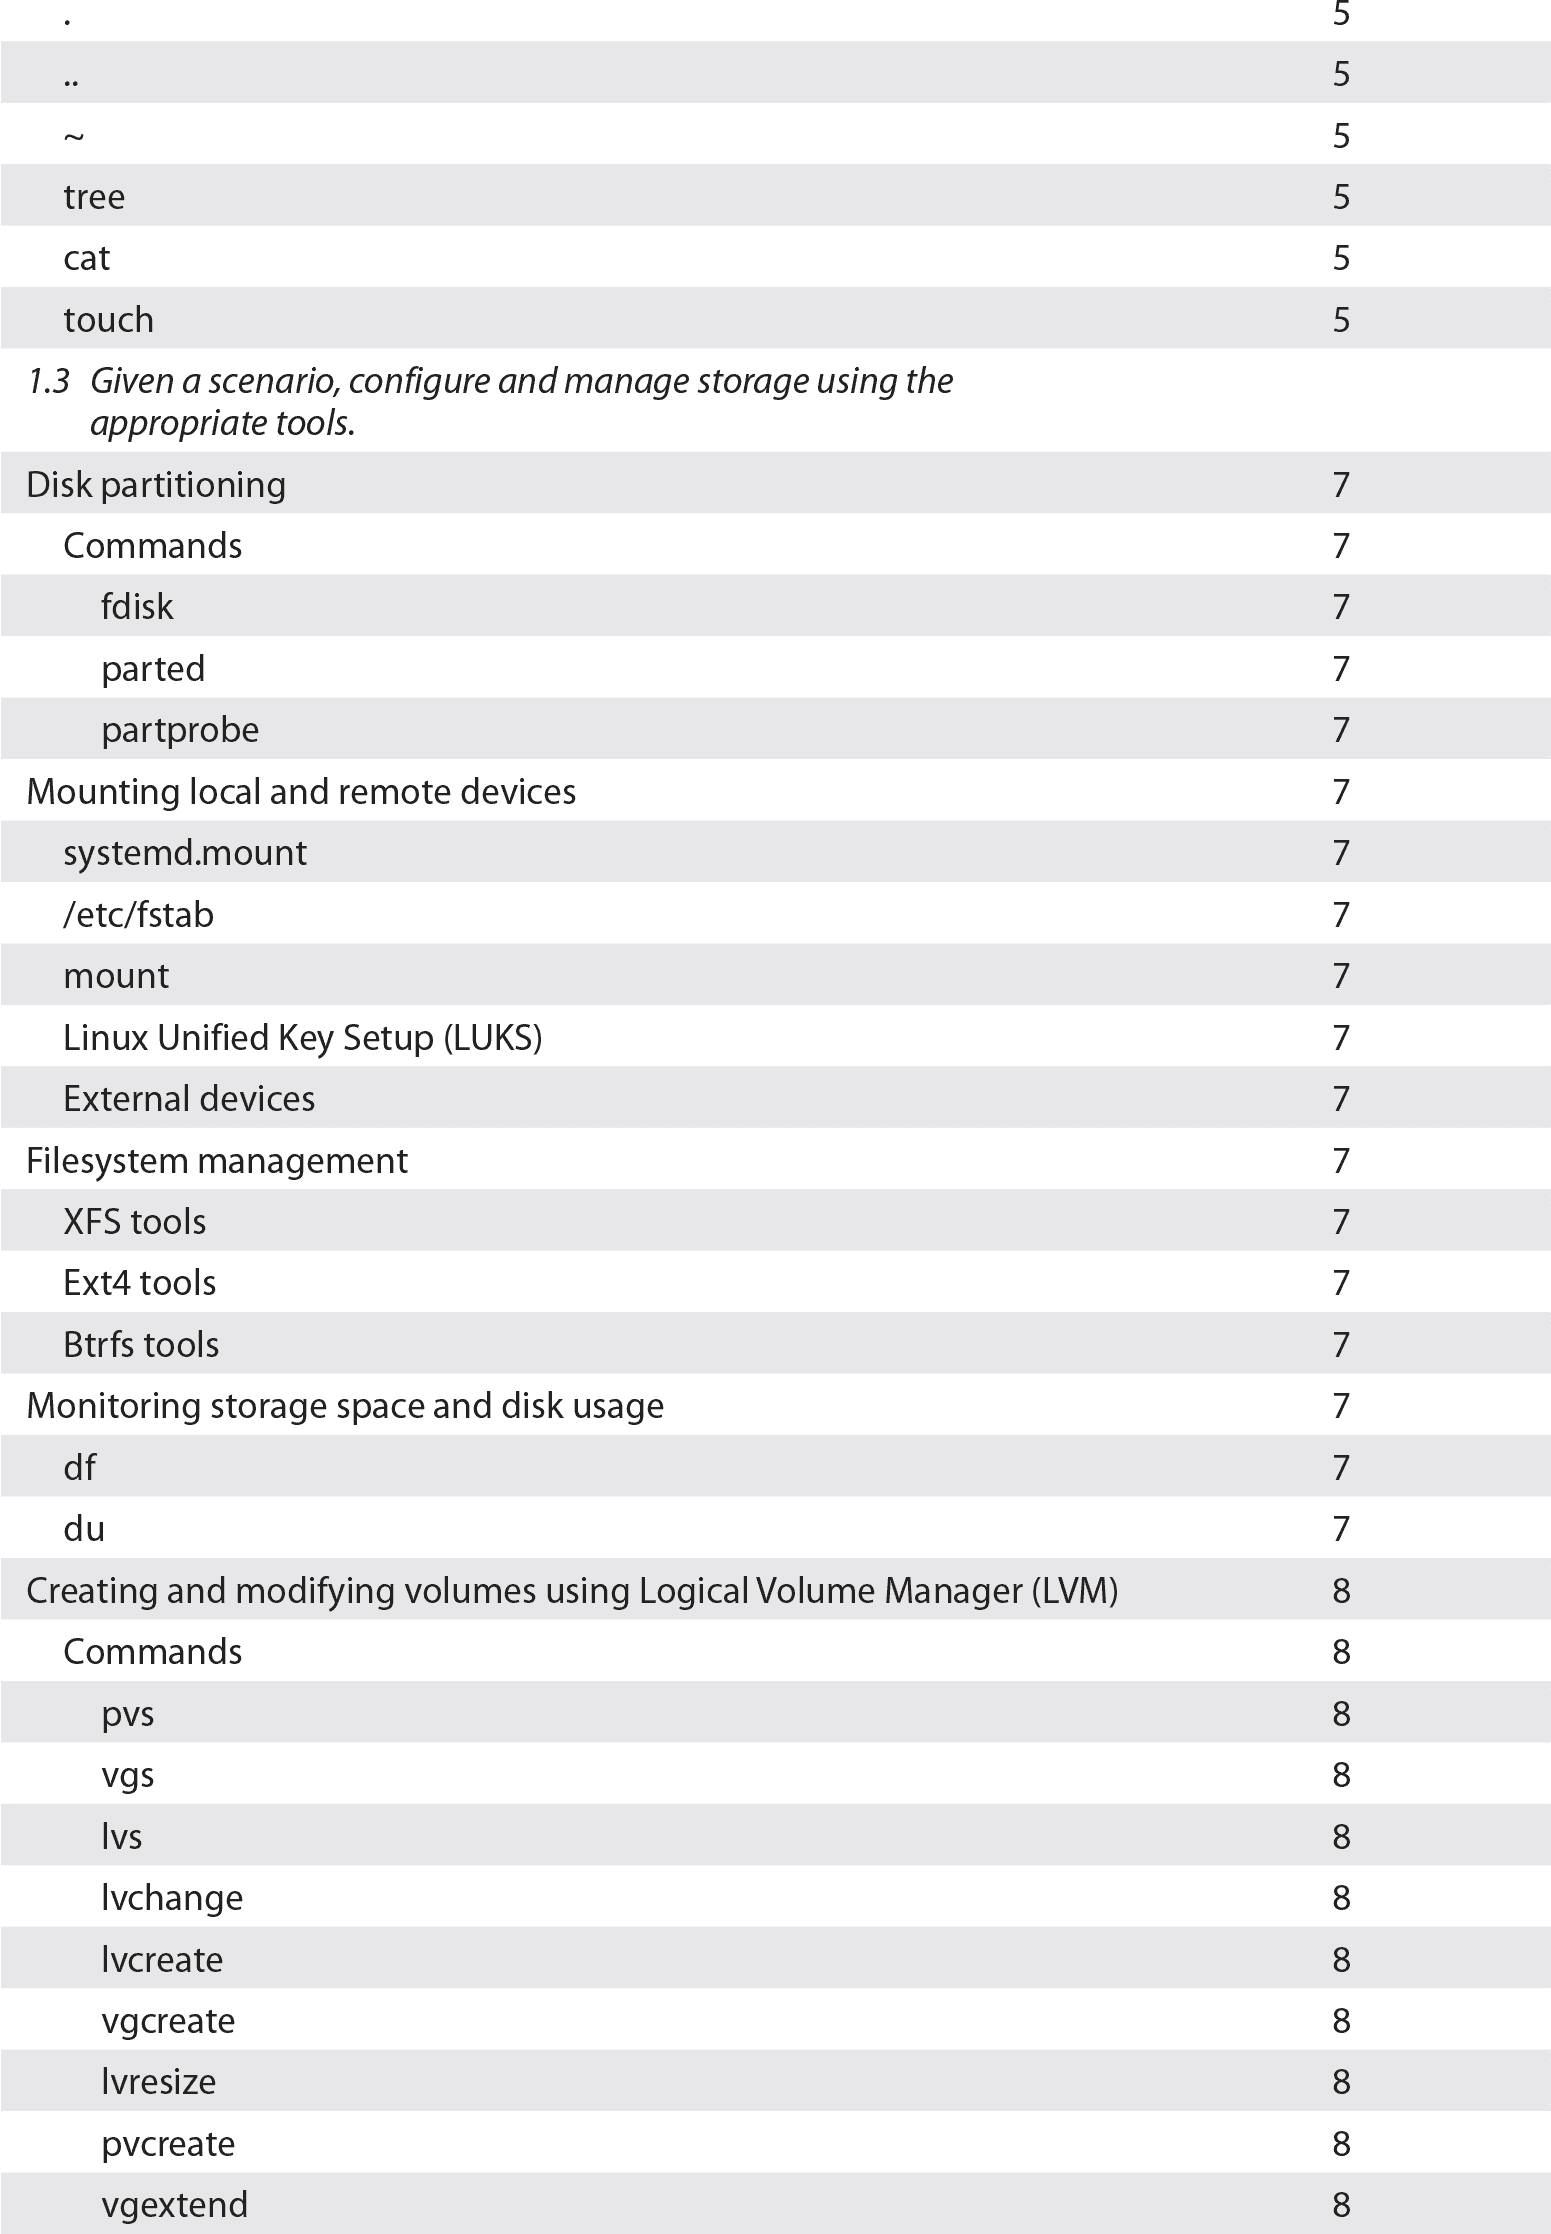 . 5
.. 5
~ 5
tree 5
cat 5
touch 5
1.3 Given a scenario, configure and manage storage using the
appropriate tools.
Disk partitioning 7
Commands 7
fdisk 7
parted 7
partprobe 7
Mounting local and remote devices 7
systemd.mount 7
/etc/fstab 7
mount 7
Linux Unified Key Setup (LUKS) 7
External devices 7
Filesystem management 7
XFS tools 7
Ext4 tools 7
Btrfs tools 7
Monitoring storage space and disk usage 7
df 7
du 7
Creating and modifying volumes using Logical Volume Manager (LVM) 8
Commands 8
pvs 8
vgs 8
lvs 8
lvchange 8
lvcreate 8
vgcreate 8
lvresize 8
pvcreate 8
vgextend 8